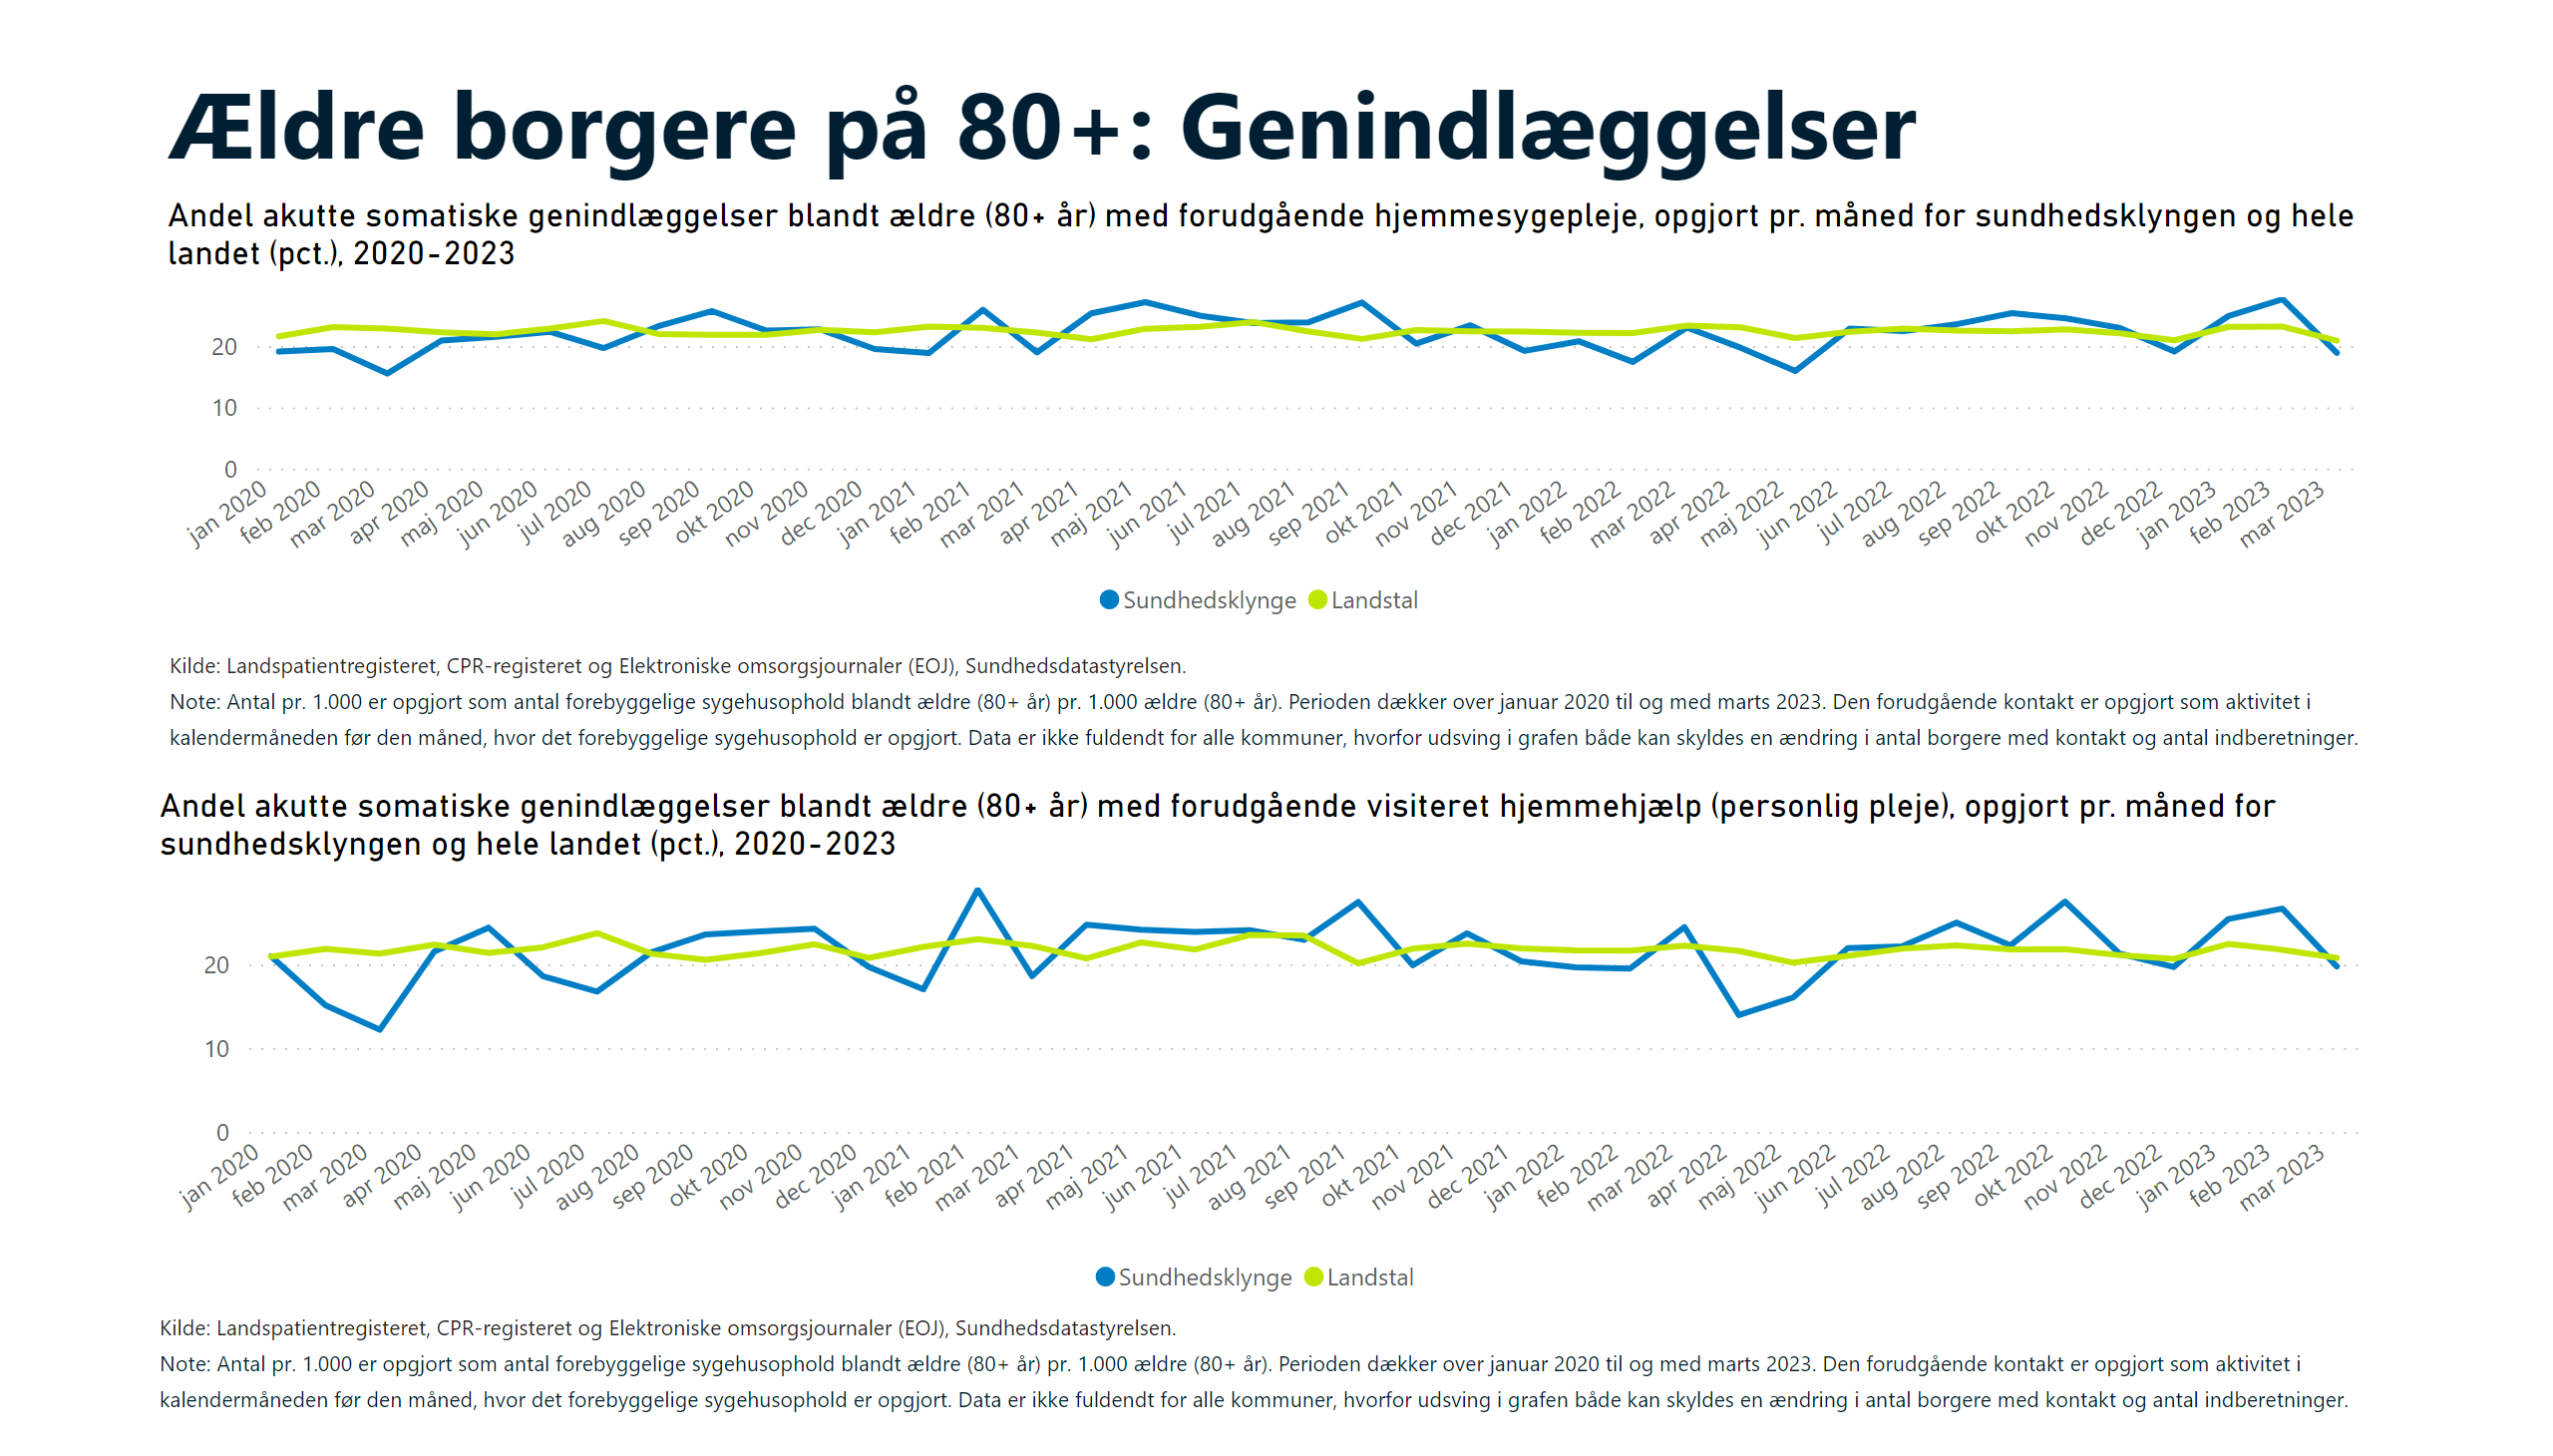 Ældre borgere på 80+: Genindlæggelser
Andel akutte somatiske genindlæggelser blandt ældre (80+ år) med forudgående hjemmesygepleje, opgjort pr. måned for sundhedsklyngen og hele
landet (pct.), 2020-2023
20
10
0
jan 2020
feb 2020
mar 2020
apr 2020
maj 2020
jun 2020
jul 2020
aug 2020
sep 2020
okt 2020
nov 2020
dec 2020
jan 2021
feb 2021
mar 2021
apr 2021
maj 2021
jun 2021
jul 2021
aug 2021
sep 2021
okt 2021
nov 2021
dec 2021
jan 2022
feb 2022
mar 2022
apr 2022
maj 2022
jun 2022
jul 2022
aug 2022
sep 2022
okt 2022
nov 2022
dec 2022
jan 2023
feb 2023
mar 2023
Sundhedsklynge Landstal
Kilde: Landspatientregisteret, CPR-registeret og Elektroniske omsorgsjournaler (EOJ), Sundhedsdatastyrelsen.
Note: Antal pr. 1.000 er opgjort som antal forebyggelige sygehusophold blandt ældre (80+ år) pr. 1.000 ældre (80+ år). Perioden dækker over januar 2020 til og med marts 2023. Den forudgående kontakt er opgjort som aktivitet i
kalendermåneden før den måned, hvor det forebyggelige sygehusophold er opgjort. Data er ikke fuldendt for alle kommuner, hvorfor udsving i grafen både kan skyldes en ændring i antal borgere med kontakt og antal indberetninger.
Andel akutte somatiske genindlæggelser blandt ældre (80+ år) med forudgående visiteret hjemmehjælp (personlig pleje), opgjort pr. måned for
sundhedsklyngen og hele landet (pct.), 2020-2023
20
10
0
jan 2020
feb 2020
mar 2020
apr 2020
maj 2020
jun 2020
jul 2020
aug 2020
sep 2020
okt 2020
nov 2020
dec 2020
jan 2021
feb 2021
mar 2021
apr 2021
maj 2021
jun 2021
jul 2021
aug 2021
sep 2021
okt 2021
nov 2021
dec 2021
jan 2022
feb 2022
mar 2022
apr 2022
maj 2022
jun 2022
jul 2022
aug 2022
sep 2022
okt 2022
nov 2022
dec 2022
jan 2023
feb 2023
mar 2023
Sundhedsklynge Landstal
Kilde: Landspatientregisteret, CPR-registeret og Elektroniske omsorgsjournaler (EOJ), Sundhedsdatastyrelsen.
Note: Antal pr. 1.000 er opgjort som antal forebyggelige sygehusophold blandt ældre (80+ år) pr. 1.000 ældre (80+ år). Perioden dækker over januar 2020 til og med marts 2023. Den forudgående kontakt er opgjort som aktivitet i
kalendermåneden før den måned, hvor det forebyggelige sygehusophold er opgjort. Data er ikke fuldendt for alle kommuner, hvorfor udsving i grafen både kan skyldes en ændring i antal borgere med kontakt og antal indberetninger.